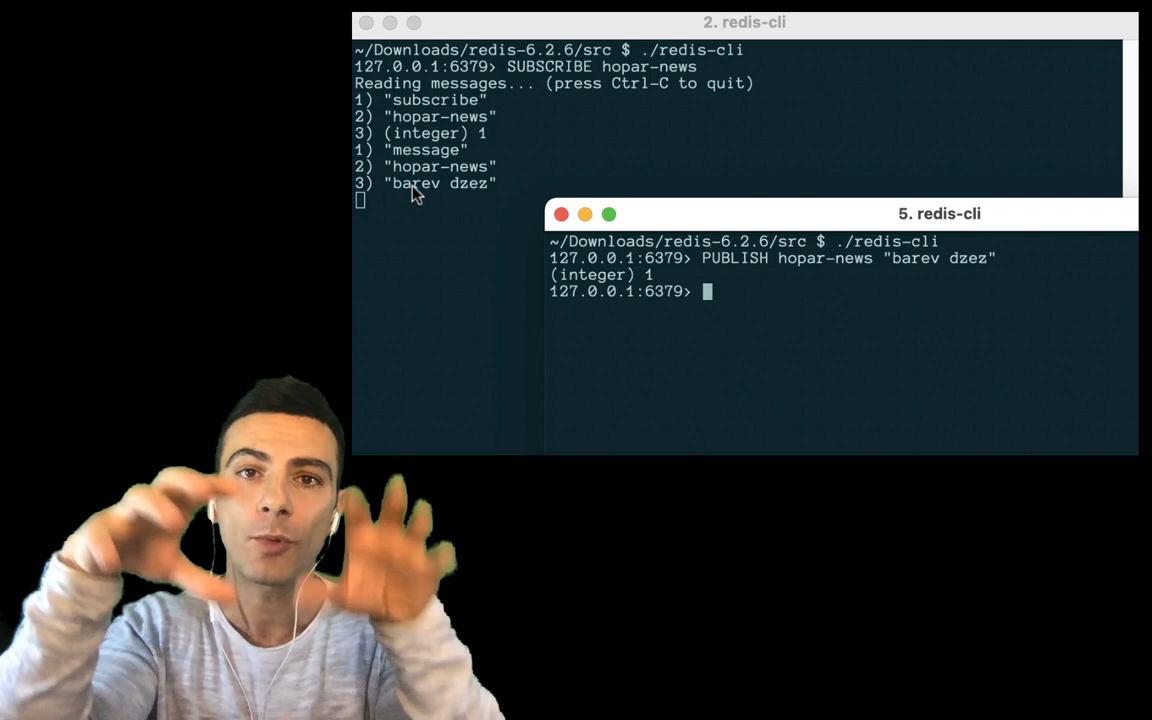 2. redis-cli
~/Downloads/redis-6.2.6/src $ ./redis-cli
127.0.0.1:6379> SUBSCRIBE hopar-news
Reading messages... (press Ctrl-C to quit)
1) "subscribe"
2) "hopar-news"
3) (integer) 1
1) "message"
2) "hopar-news"
3) "barev dzez"
5. redis-cli
~/Downloads/redis-6.2.6/src $ ./redis-cli
127.0.0.1:6379> PUBLISH hopar-news "barev dzez"
(integer) 1
127.0.0.1:6379>